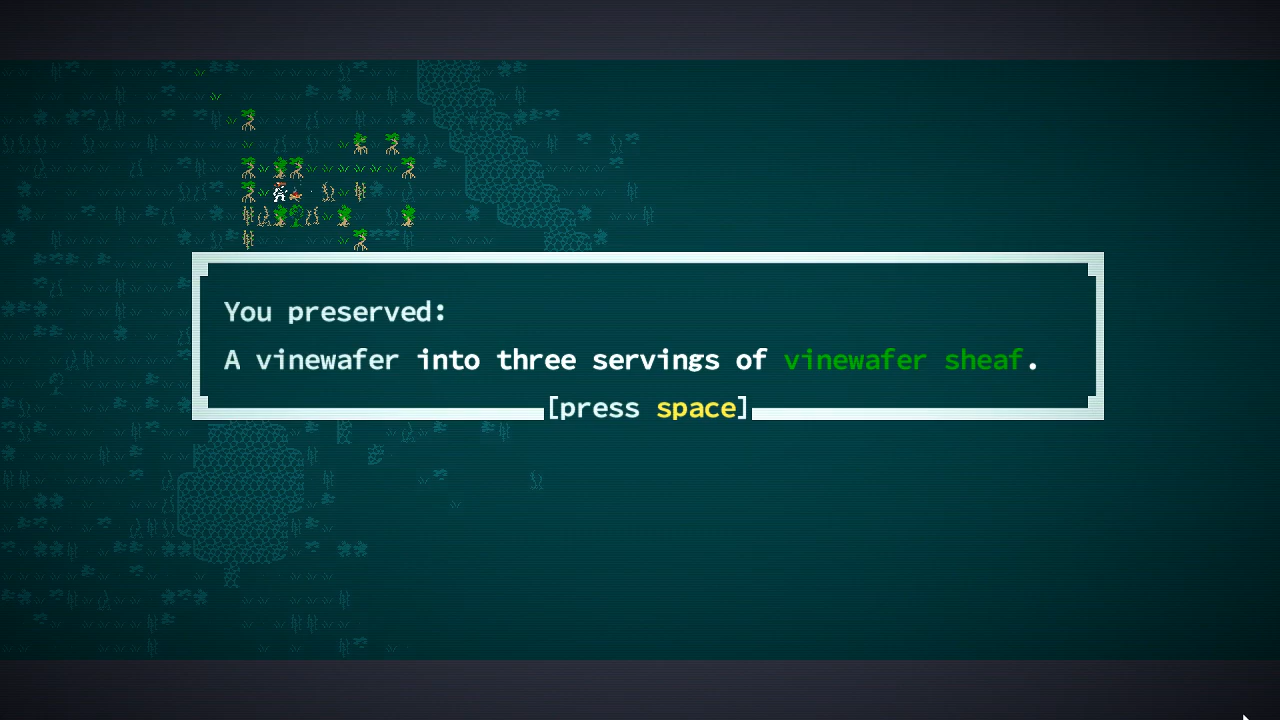 You preserved:
A vinewafer into three servings of vinewafer sheaf.
[press space]